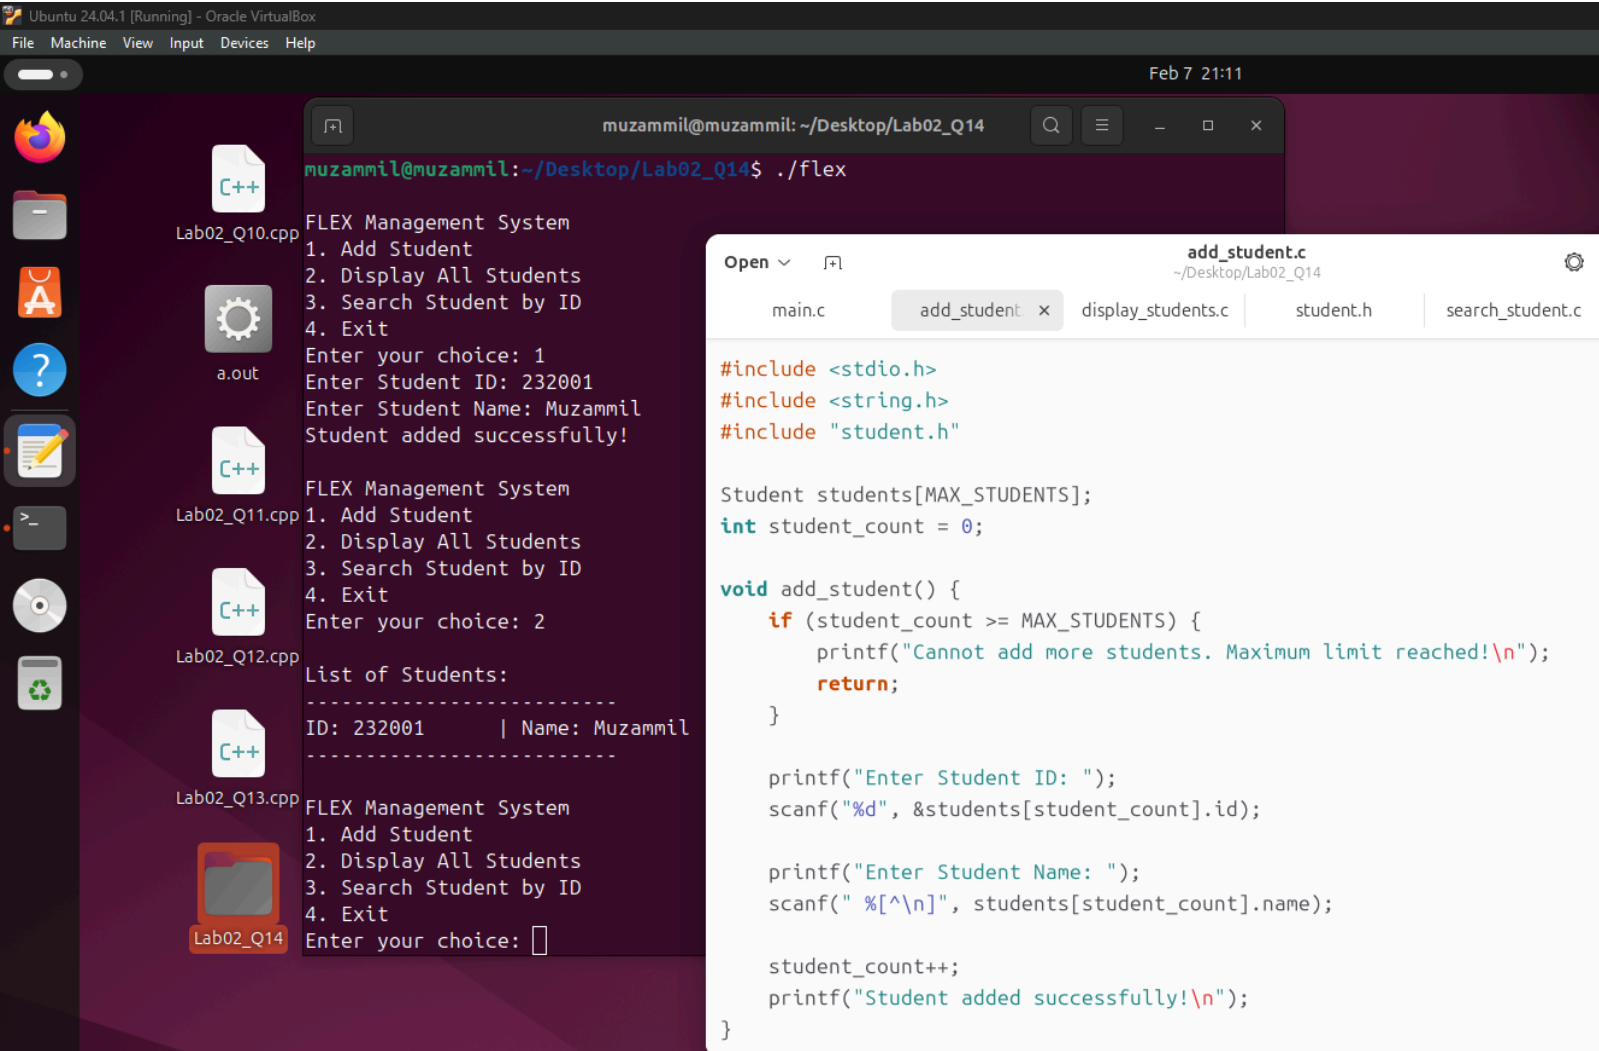 Ubuntu 24.04.1 [Running] - Oracle VirtualBox
File Machine View Input Devices Help
Feb 7 21:11
Lab02_Q10.cpp
a.out
Lab02_Q11.cpp
Lab02_Q12.cpp
Lab02_Q13.cpp
Lab02_Q14
muzammil@muzammil: ~/Desktop/Lab02_Q14
muzammil@muzammil:~/Desktop/Lab02_Q14$ ./flex
FLEX Management System
1. Add Student
2. Display All Students
3. Search Student by ID
4. Exit
Enter your choice: 1
Enter Student ID: 232001
Enter Student Name: Muzammil
Student added successfully!
FLEX Management System
1. Add Student
2. Display All Students
3. Search Student by ID
4. Exit
Enter your choice: 2
List of Students:
--------------------------
ID: 232001 | Name: Muzammil
--------------------------
FLEX Management System
1. Add Student
2. Display All Students
3. Search Student by ID
4. Exit
Enter your choice:
Open
add_student.c
~/Desktop/Lab02_Q14
main.c add_student. display_students.c student.h search_student.c
#include <stdio.h>
#include <string.h>
#include "student.h"
Student students[MAX_STUDENTS];
int student_count = 0;
void add_student() {
if (student_count >= MAX_STUDENTS) {
printf("Cannot add more students. Maximum limit reached!\n");
return;
}
printf("Enter Student ID: ");
scanf("%d", &students[student_count].id);
printf("Enter Student Name: ");
scanf(" %[^\n]", students[student_count].name);
student_count++;
printf("Student added successfully!\n");
}
C++
C++
C++
C++